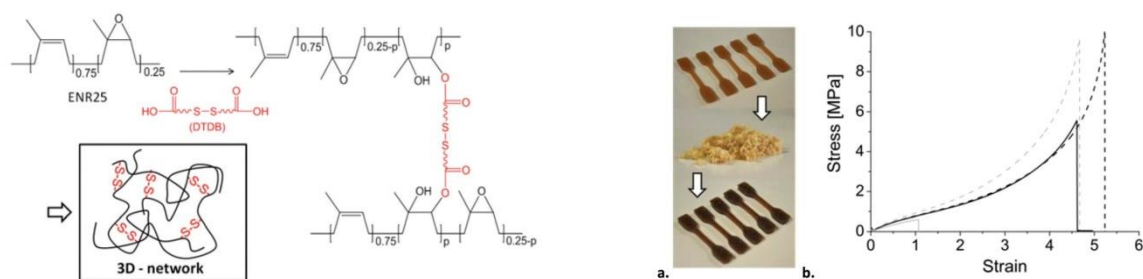 O
0.75
0.25
ENR25
O
HO
S-S
O
OH
(DTDB)
S-S
S-S
S-S
S-S
S-S
3D - network
0.75
O
0.25-p
OH
p
O
O
S
S
O
O
OH
O
0.75
p
0.25-p
a.
b.
Stress [MPa]
10
8
6
4
2
0
0 1 2 3 4 5 6
Strain